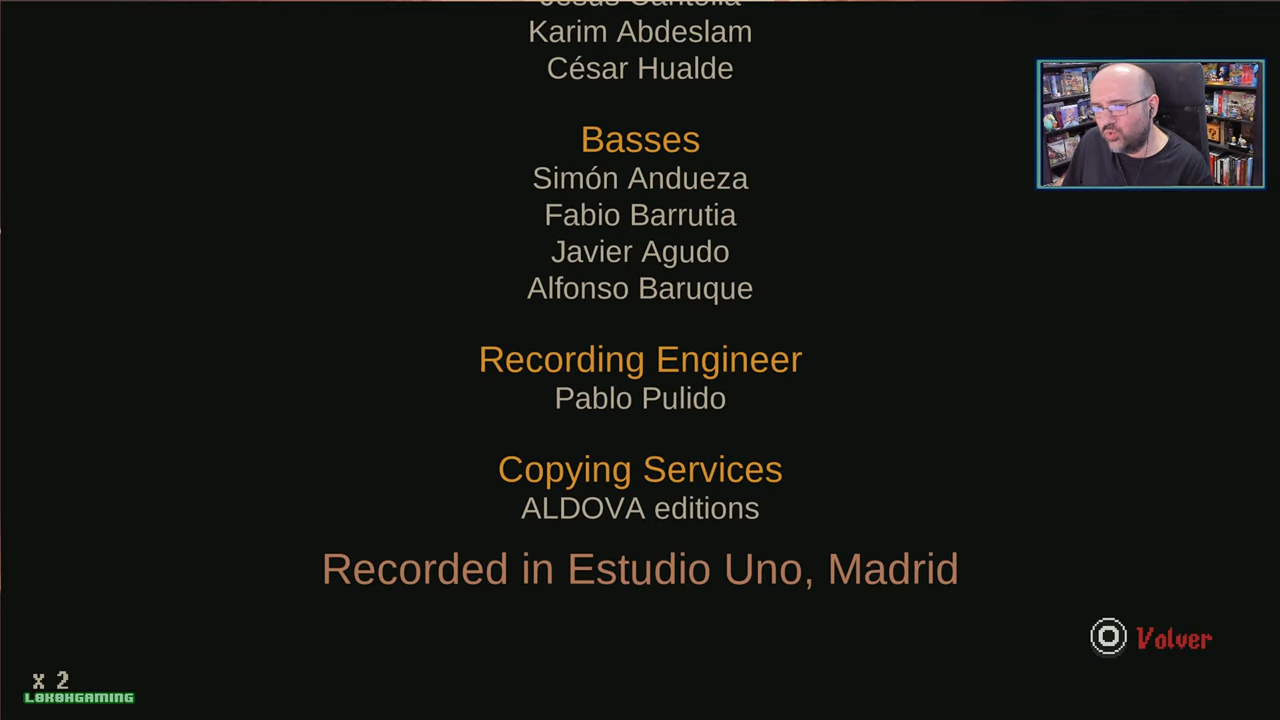 Karim Abdeslam
César Hualde
Basses
Simón Andueza
Fabio Barrutia
Javier Agudo
Alfonso Baruque
Recording Engineer
Pablo Pulido
Copying Services
ALDOVA editions
Recorded in Estudio Uno, Madrid
Volver
x 2
L0K0XGAMING